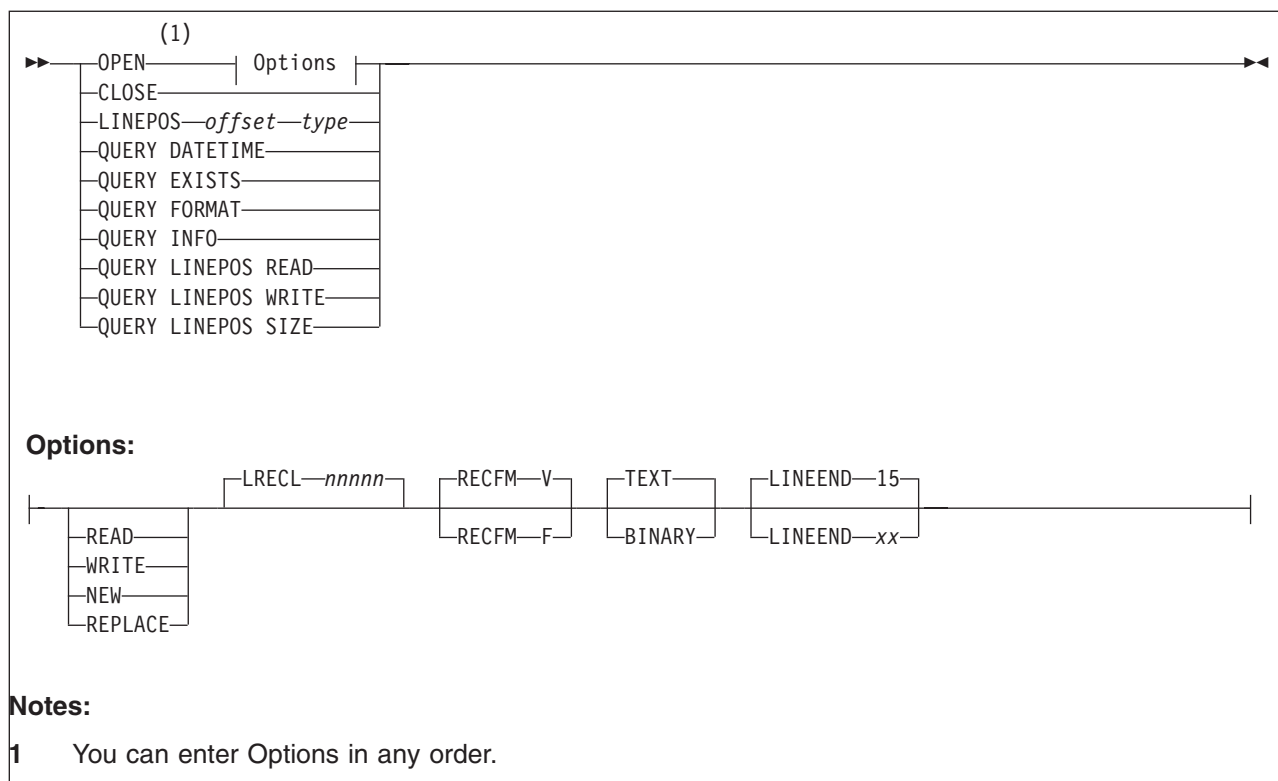 (1)
OPEN Options
CLOSE
LINEPOS offset type
QUERY DATETIME
QUERY EXISTS
QUERY FORMAT
QUERY INFO
QUERY LINEPOS READ
QUERY LINEPOS WRITE
QUERY LINEPOS SIZE
Options:
LRECL nnnnn RECFM V TEXT LINEEND 15
READ RECFM F BINARY LINEEND xx
WRITE
NEW
REPLACE
Notes:
1 You can enter Options in any order.